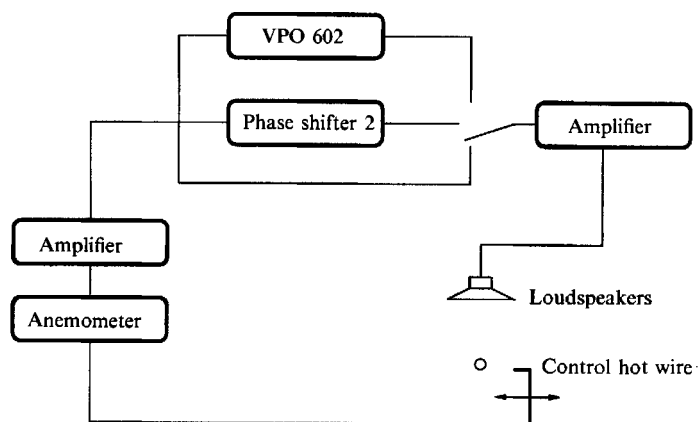 VPO 602
Phase shifter 2
Amplifier
Amplifier
Anemometer
Loudspeakers
Control hot wire